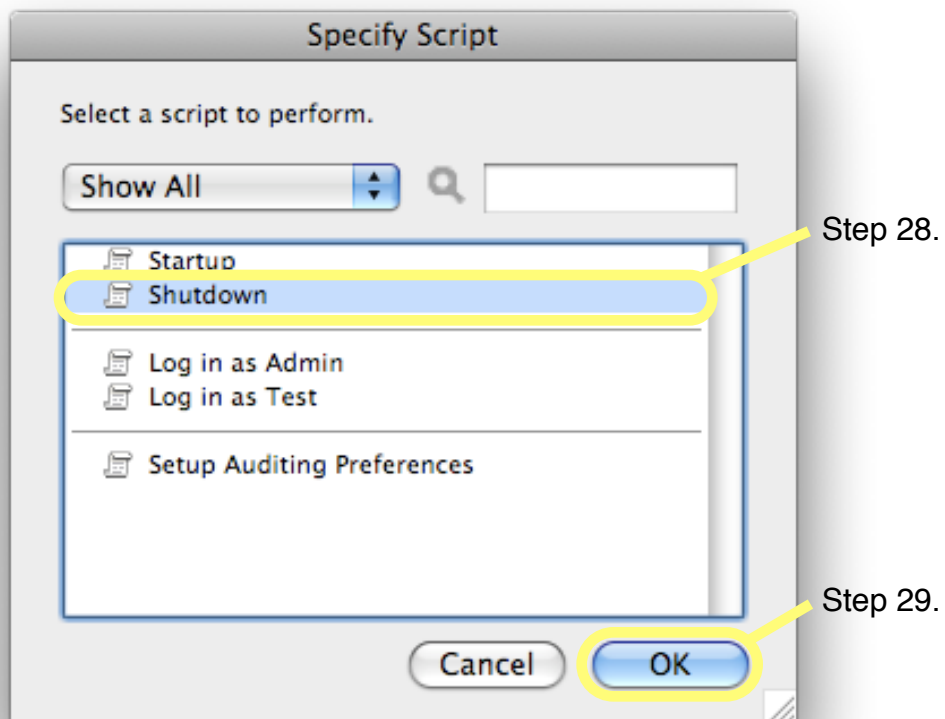 Specify Script
Select a script to perform.
Show All
Step 28.
Startup
Shutdown
Log in as Admin
Log in as Test
Setup Auditing Preferences
Step 29.
Cancel
OK